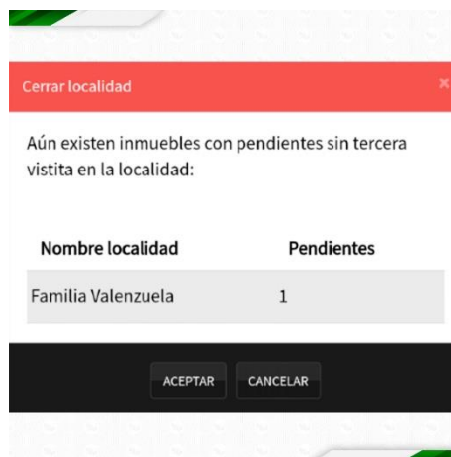 Cerrar localidad ×
Aún existen inmuebles con pendientes sin tercera
vistita en la localidad:
Nombre localidad Pendientes
Familia Valenzuela 1
ACEPTAR CANCELAR